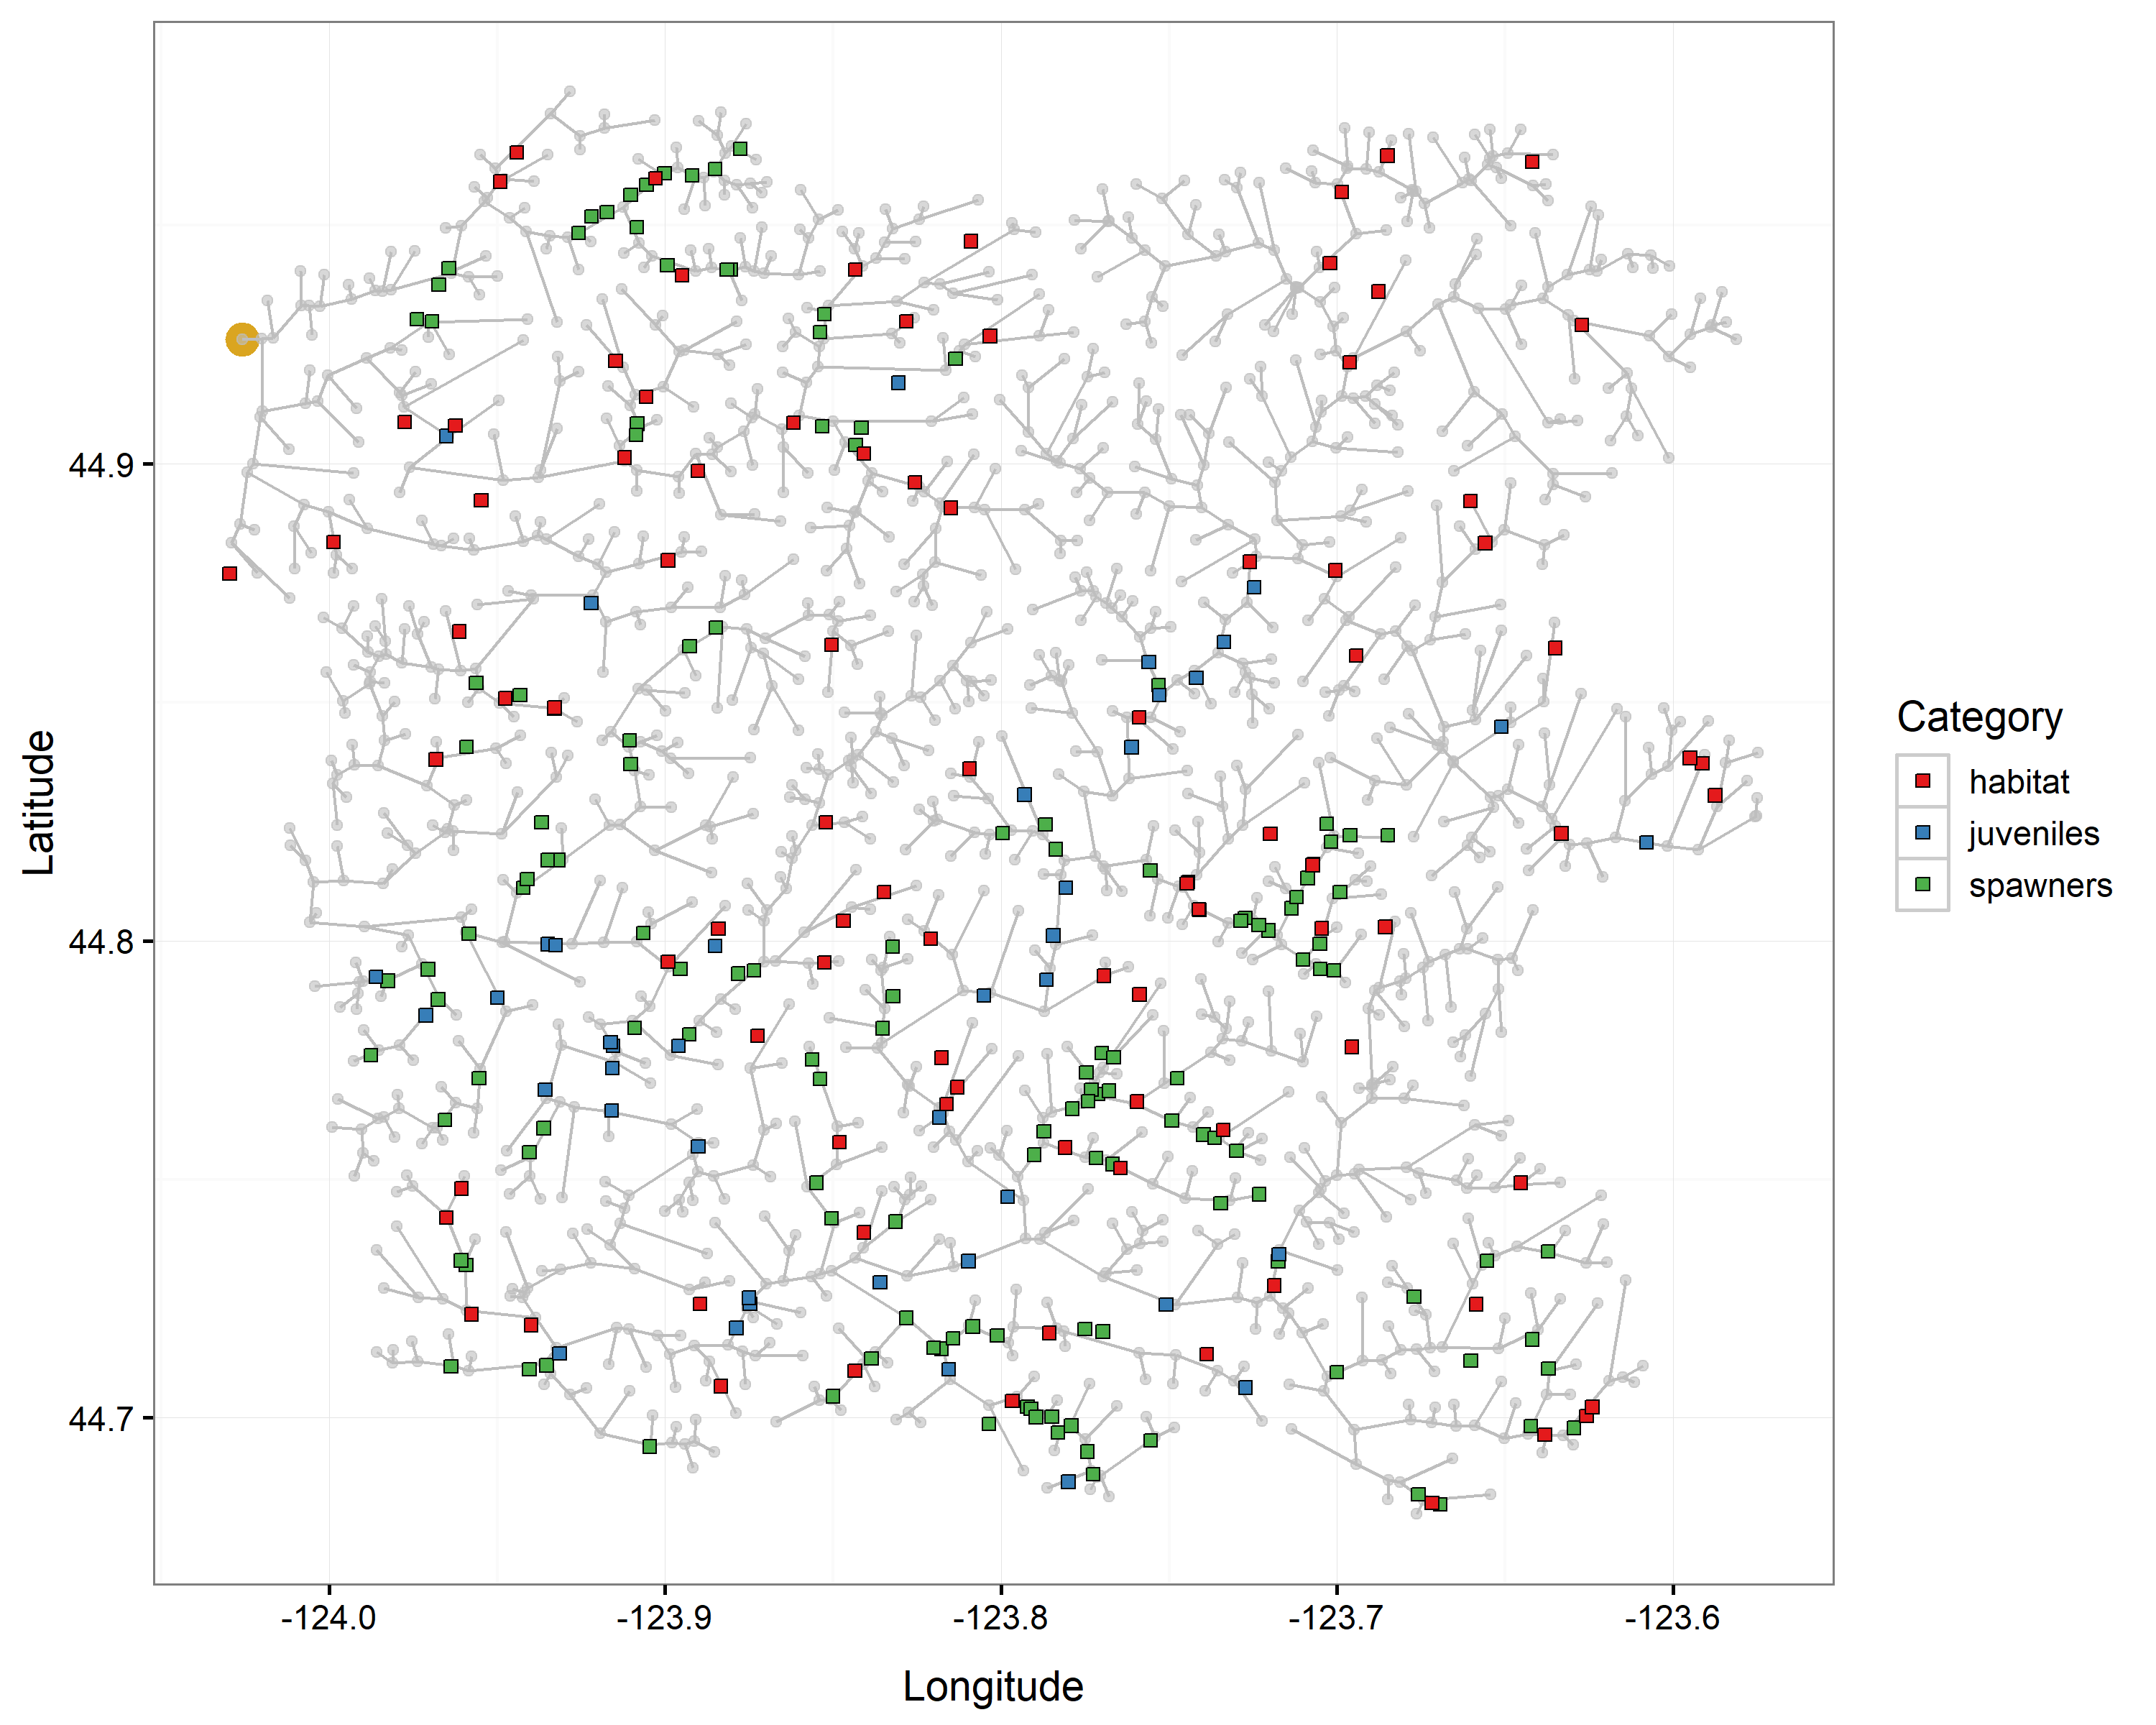 Latitude
44.9
44.8
44.7
-124.0 -123.9 -123.8 -123.7 -123.6
Longitude
Category
habitat
juveniles
spawners